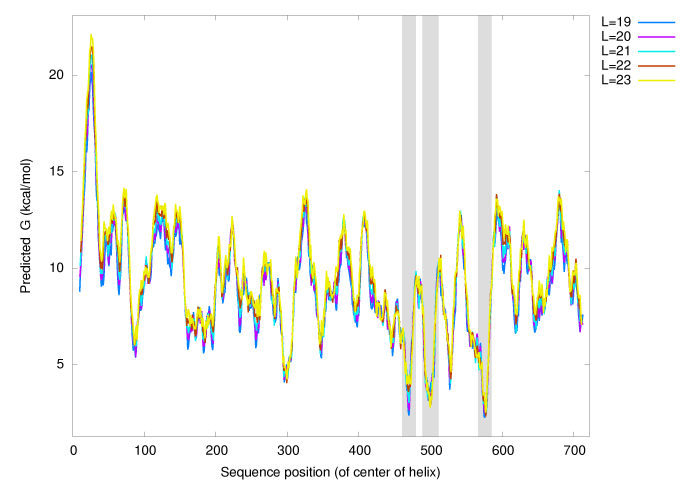 L=19
L=20
L=21
L=22
L=23
20
15
10
5
Predicted G (kcal/mol)
0 100 200 300 400 500 600 700
Sequence position (of center of helix)